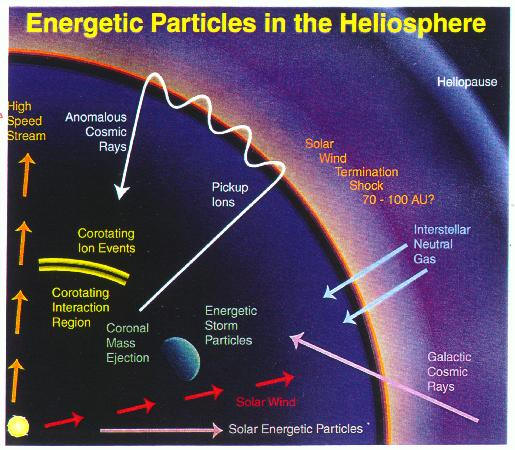 Energetic Particles in the Heliosphere
Heliopause
High
Speed
Stream
Anomalous
Cosmic
Rays
Solar
Wind
Termination
Shock
70 - 100 AU?
Pickup
Ions
Interstellar
Neutral
Gas
Corotating
Ion Events
Corotating
Interaction
Region
Coronal
Mass
Ejection
Energetic
Storm
Particles
Galactic
Cosmic
Rays
Solar Wind
Solar Energetic Particles